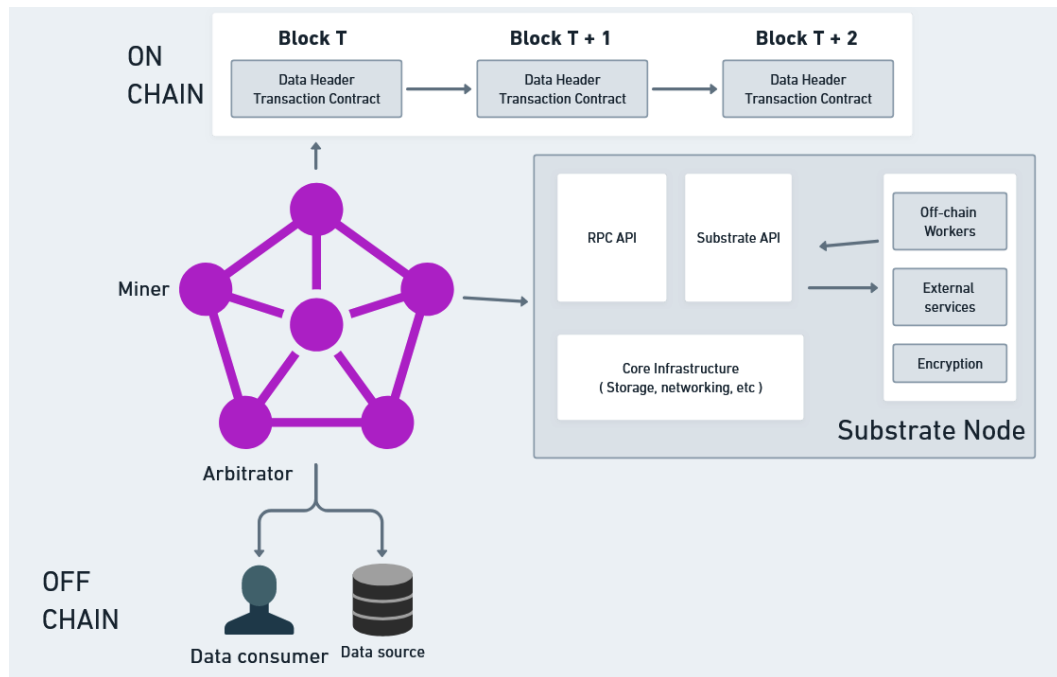 ON
CHAIN
Block T
Block T + 1
Block T + 2
Data Header
Transaction Contract
Data Header
Transaction Contract
Data Header
Transaction Contract
Miner
Arbitrator
RPC API
Substrate API
Off-chain
Workers
External
services
Encryption
Core Infrastructure
( Storage, networking, etc )
Substrate Node
OFF
CHAIN
Data consumer
Data source